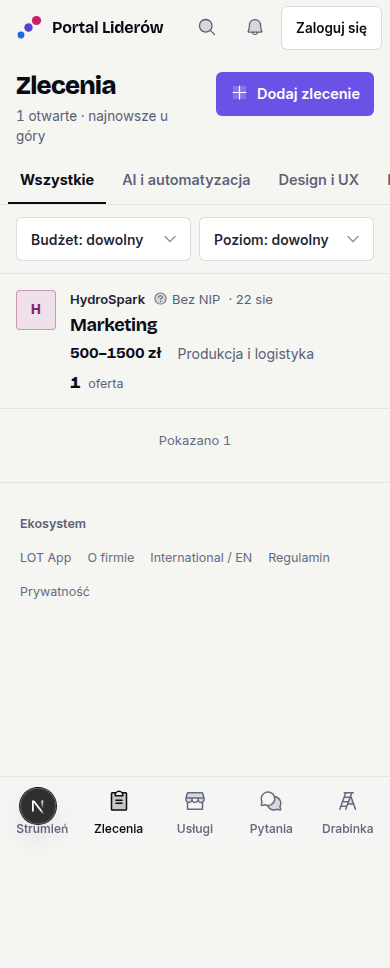 Portal Liderów
Zaloguj się
Zlecenia
1 otwarte · najnowsze u
góry
Dodaj zlecenie
Wszystkie AI i automatyzacja Design i UX
Budżet: dowolny Poziom: dowolny
H
HydroSpark Bez NIP · 22 sie
Marketing
500–1500 zł Produkcja i logistyka
1 oferta
Pokazano 1
Ekosystem
LOT App O firmie International / EN Regulamin
Prywatność
N
Strumień Zlecenia Usługi Pytania Drabinka